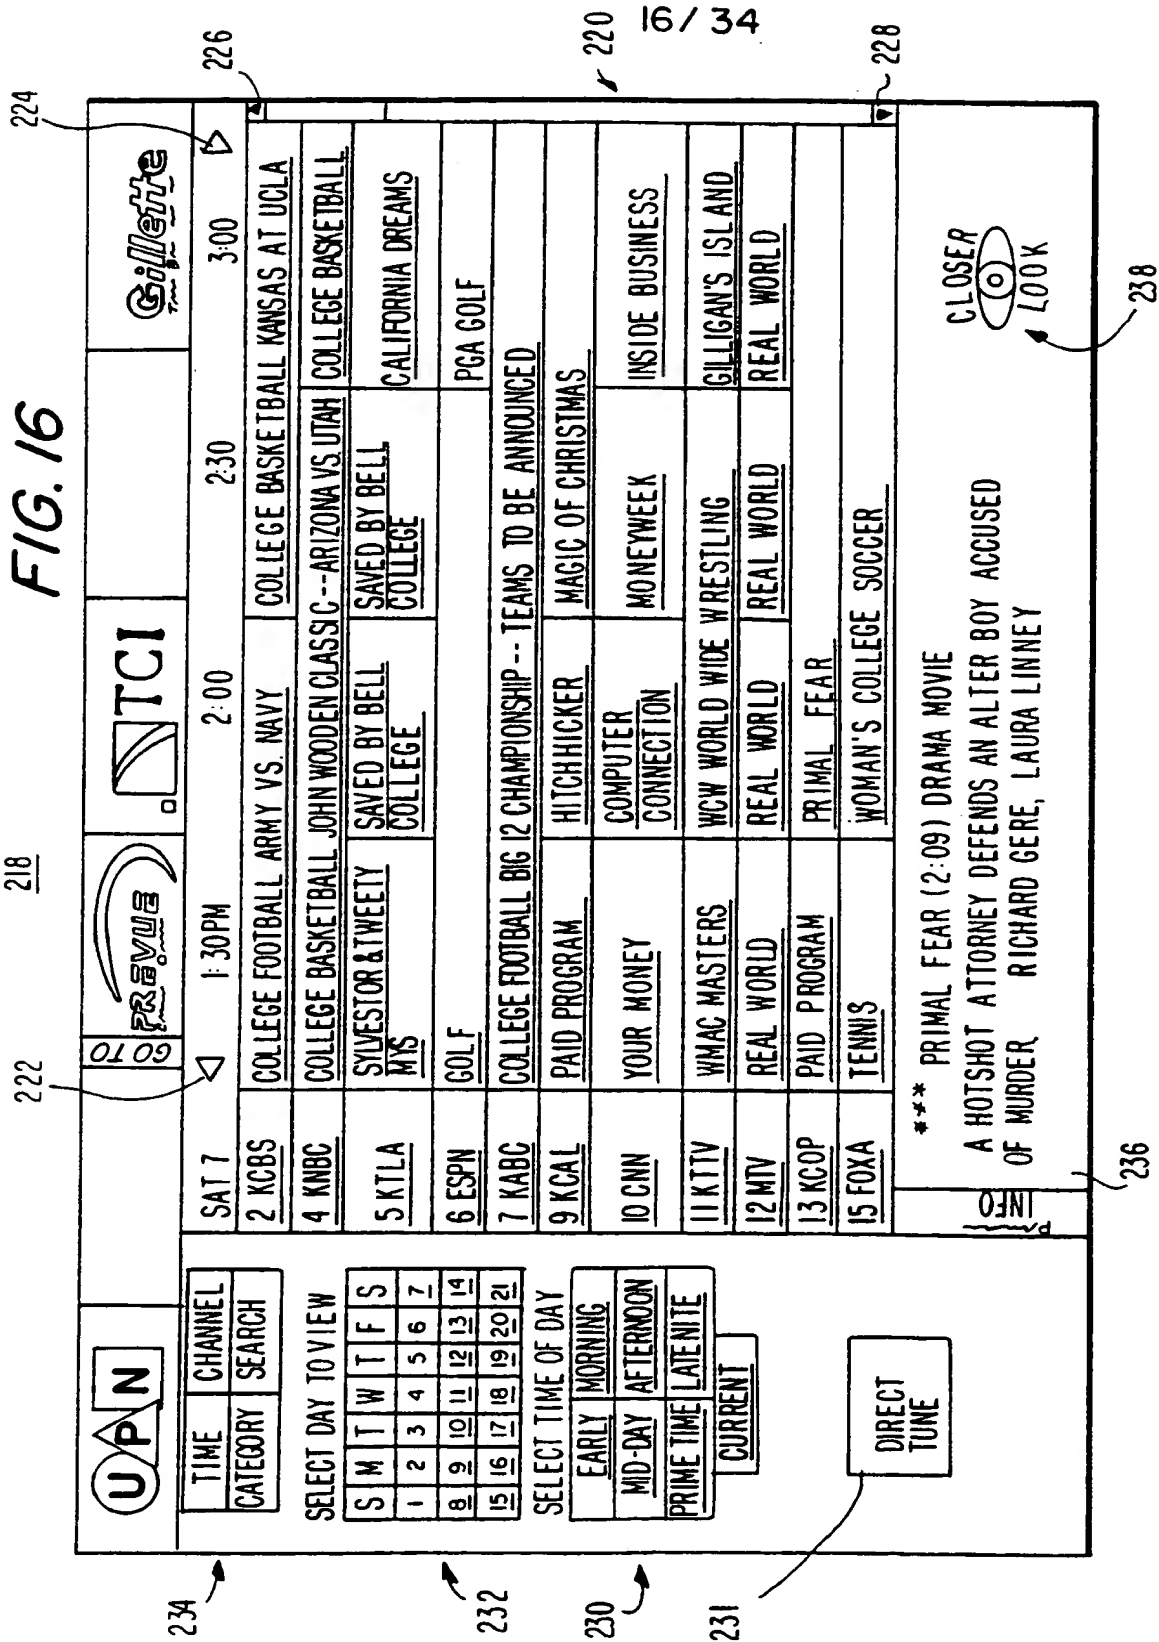 16/34
FIG. 16
218
222
224
226
220
228
UPN
GO TO
PREVUE
TCI
Gillette
TIME CHANNEL
CATEGORY SEARCH
SELECT DAY TO VIEW
S M T W T F S
1 2 3 4 5 6 7
8 9 10 11 12 13 14
15 16 17 18 19 20 21
SELECT TIME OF DAY
EARLY MORNING
MID-DAY AFTERNOON
PRIME TIME LATENITE
CURRENT
DIRECT
TUNE
234
232
230
231
SAT 7 1:30PM 2:00 2:30 3:00
2 KCBS COLLEGE FOOTBALL ARMY VS. NAVY COLLEGE BASKETBALL KANSAS AT UCLA
4 KNBC COLLEGE BASKETBALL JOHN WOODEN CLASSIC--ARIZONA VS. UTAH COLLEGE BASKETBALL
5 KTLA SYLVESTOR & TWEETY SAVED BY BELL SAVED BY BELL CALIFORNIA DREAMS
MYS COLLEGE COLLEGE
6 ESPN GOLF PGA GOLF
7 KABC COLLEGE FOOTBALL BIG 12 CHAMPIONSHIP -- TEAMS TO BE ANNOUNCED
9 KCAL PAID PROGRAM HITCHHICKER MAGIC OF CHRISTMAS
10 CNN YOUR MONEY COMPUTER MONEYWEEK INSIDE BUSINESS
CONNECTION
11 KTTV WMAC MASTERS WCW WORLD WIDE WRESTLING GILLIGAN'S ISLAND
12 MTV REAL WORLD REAL WORLD REAL WORLD REAL WORLD
13 KCOP PAID PROGRAM PRIMAL FEAR
15 FOXA TENNIS WOMAN'S COLLEGE SOCCER
INFO
*** PRIMAL FEAR (2:09) DRAMA MOVIE
A HOTSHOT ATTORNEY DEFENDS AN ALTER BOY ACCUSED
OF MURDER RICHARD GERE, LAURA LINNEY
CLOSER
LOOK
236
238